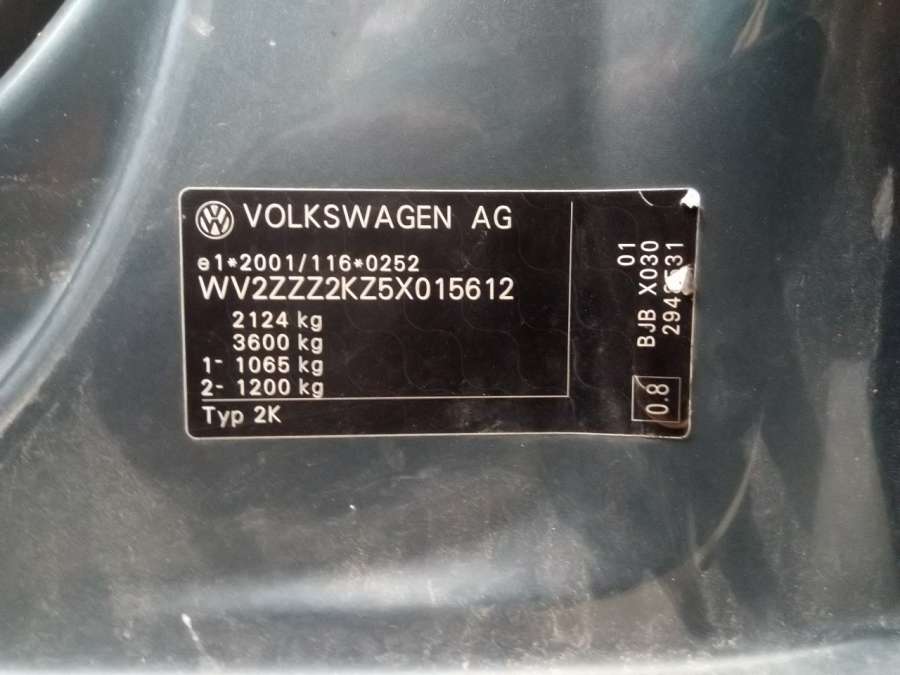 VOLKSWAGEN AG
e1*2001/116*0252
WV2ZZZ2KZ5X015612
2124 kg
3600 kg
1- 1065 kg
2- 1200 kg
Typ 2K
01
BJB X030
0.8